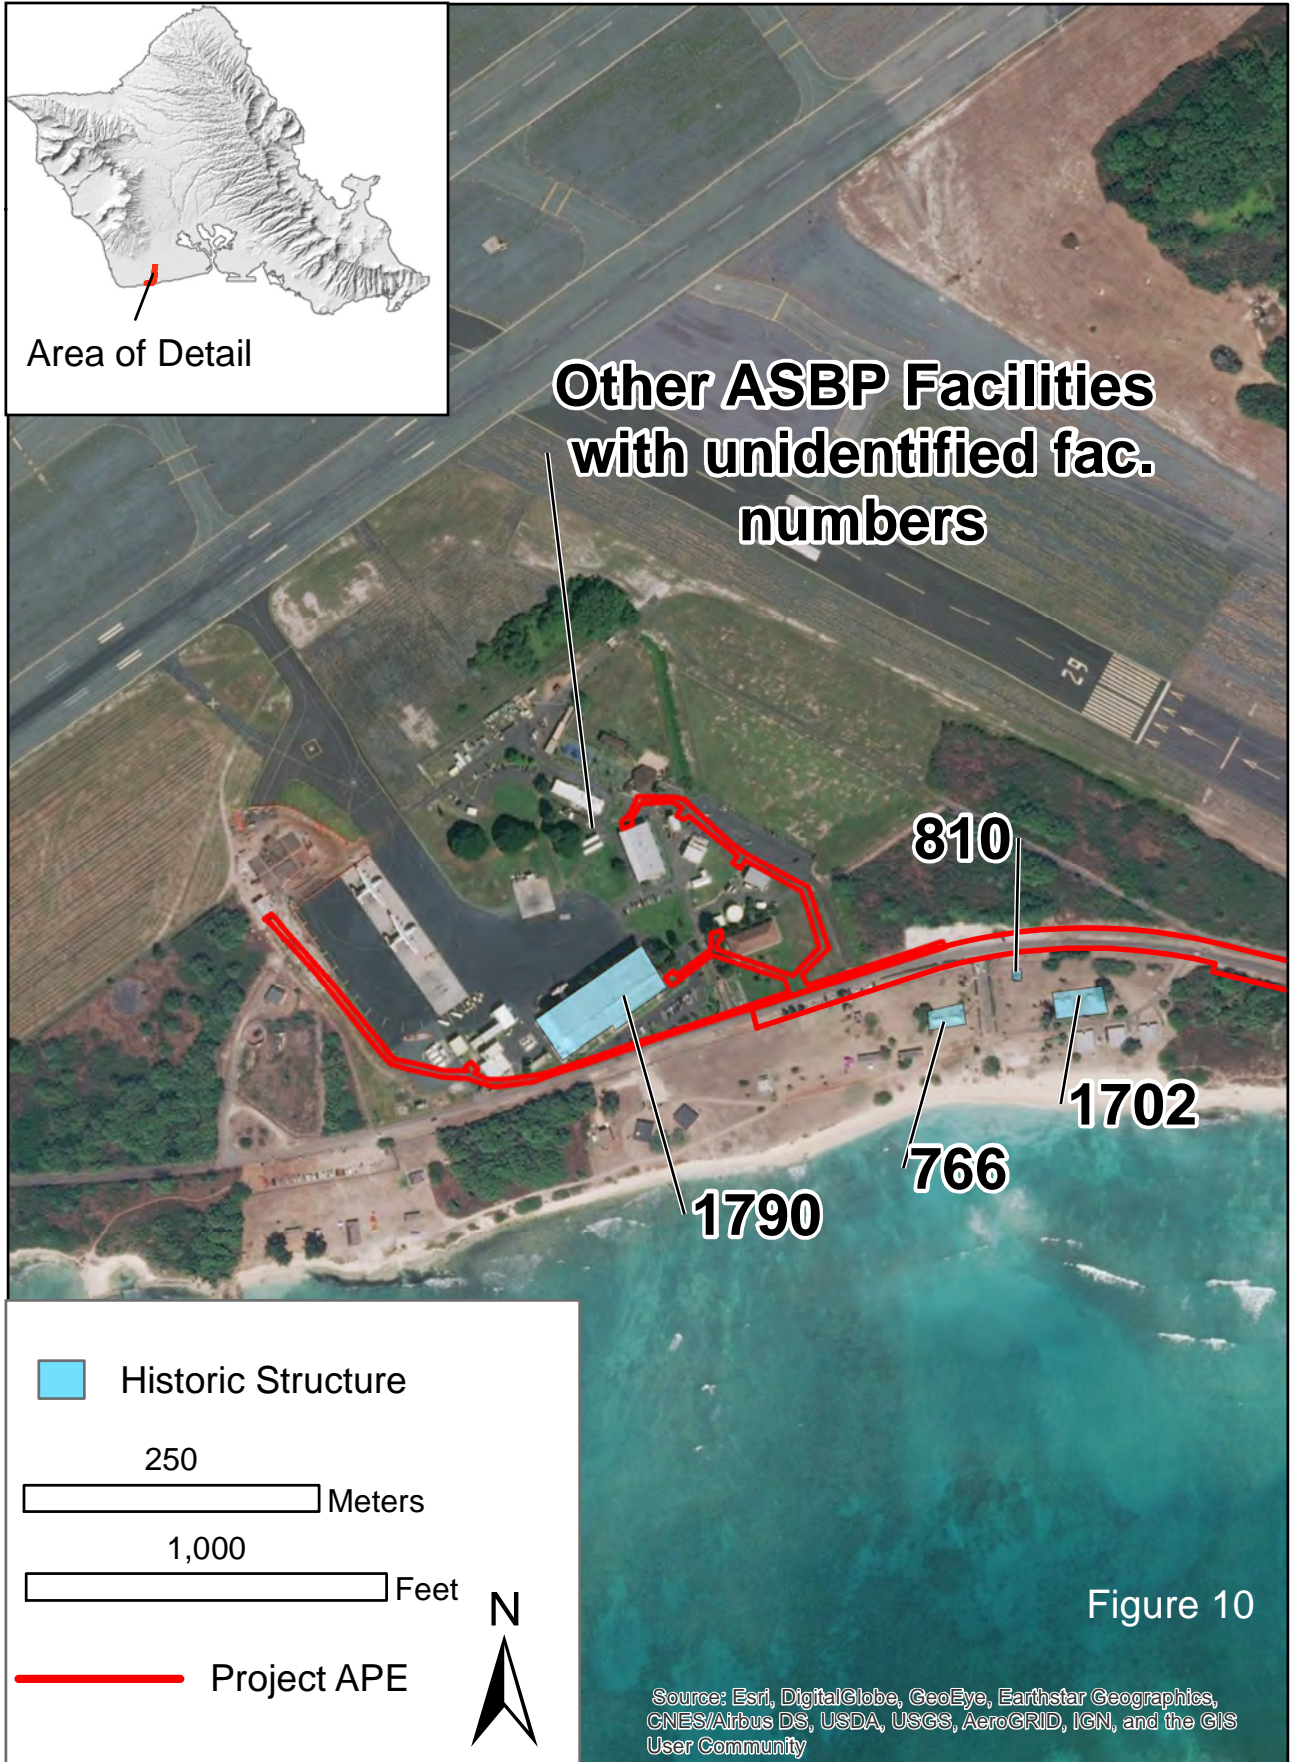 Area of Detail
Other ASBP Facilities
with unidentified fac.
numbers
29
810
1702
766
1790
Historic Structure
250
Meters
1,000
Feet
N
Project APE
Figure 10
Source: Esri, DigitalGlobe, GeoEye, Earthstar Geographics,
CNES/Airbus DS, USDA, USGS, AeroGRID, IGN, and the GIS
User Community